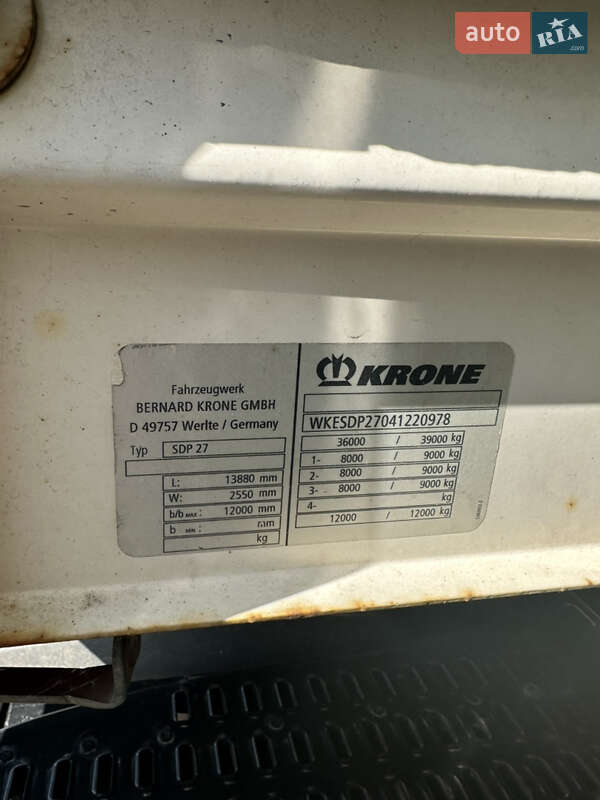 auto RIA .com
Fahrzeugwerk
BERNARD KRONE GMBH
D 49757 Werlte / Germany
Typ SDP 27
L: 13880 mm
W: 2550 mm
b/b MAX: 12000 mm
b MIN: mm
kg
KRONE
WKESDP27041220978
36000 / 39000 kg
1- 8000 / 9000 kg
2- 8000 / 9000 kg
3- 8000 / 9000 kg
4- kg
12000 / 12000 kg